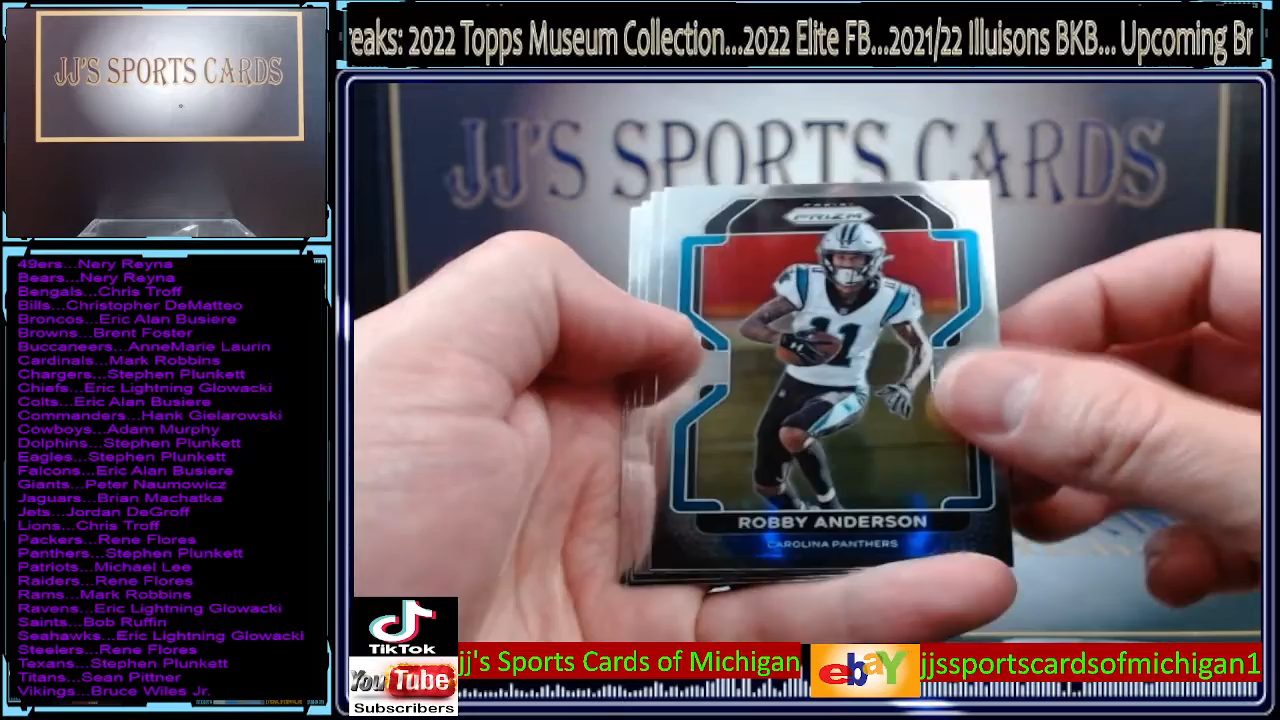 JJ'S SPORTS CARDS
eaks: 2022 Topps Museum Collection...2022 Elite FB...2021/22 Illuisons BKB... Upcoming Br
JJ'S SPORTS CARDS
PANINI
PRIZM
11
11
ROBBY ANDERSON
CAROLINA PANTHERS
49ers...Nery Reyna
Bears...Nery Reyna
Bengals...Chris Troff
Bills...Christopher DeMatteo
Broncos...Eric Alan Busiere
Browns...Brent Foster
Buccaneers...AnneMarie Laurin
Cardinals...Mark Robbins
Chargers...Stephen Plunkett
Chiefs...Eric Lightning Glowacki
Colts...Eric Alan Busiere
Commanders...Hank Gielarowski
Cowboys...Adam Murphy
Dolphins...Stephen Plunkett
Eagles...Stephen Plunkett
Falcons...Eric Alan Busiere
Giants...Peter Naumowicz
Jaguars...Brian Machatka
Jets...Jordan DeGroff
Lions...Chris Troff
Packers...Rene Flores
Panthers...Stephen Plunkett
Patriots...Michael Lee
Raiders...Rene Flores
Rams...Mark Robbins
Ravens...Eric Lightning Glowacki
Saints...Bob Ruffin
Seahawks...Eric Lightning Glowacki
Steelers...Rene Flores
Texans...Stephen Plunkett
Titans...Sean Pittner
Vikings...Bruce Wiles Jr.
TikTok
YouTube
Subscribers
jj's Sports Cards of Michigan
ebay
jjssportscardsofmichigan1